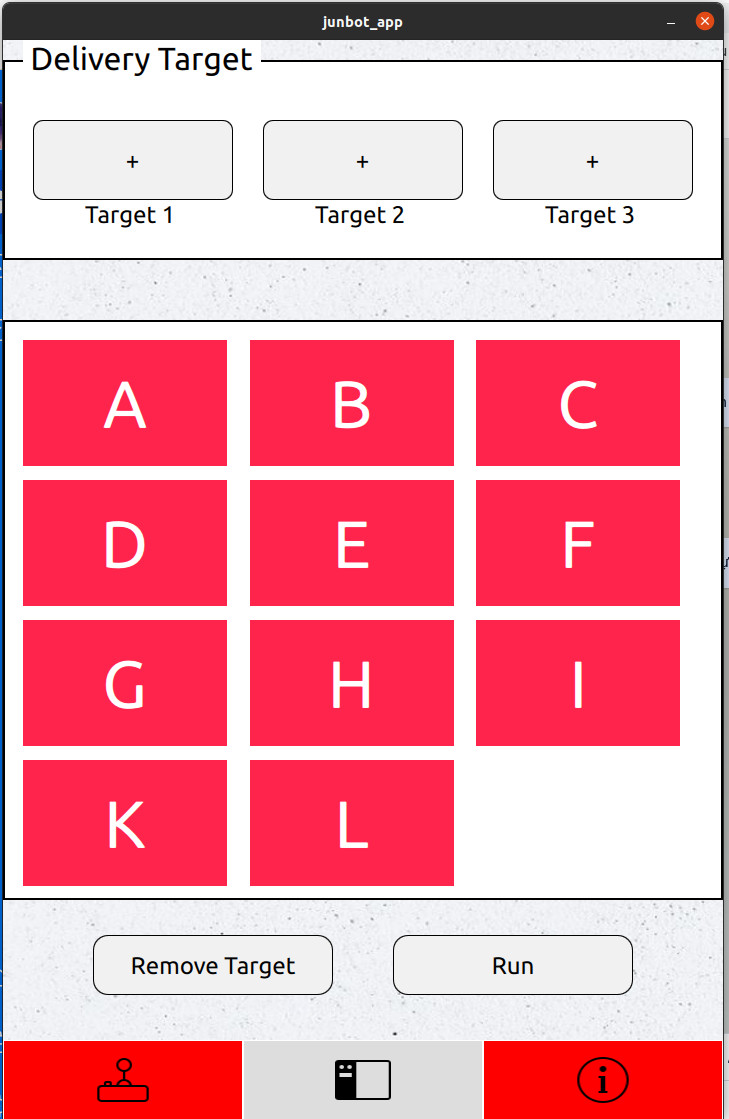 junbot_app
Delivery Target
+ + +
Target 1 Target 2 Target 3
A B C
D E F
G H I
K L
Remove Target Run
i